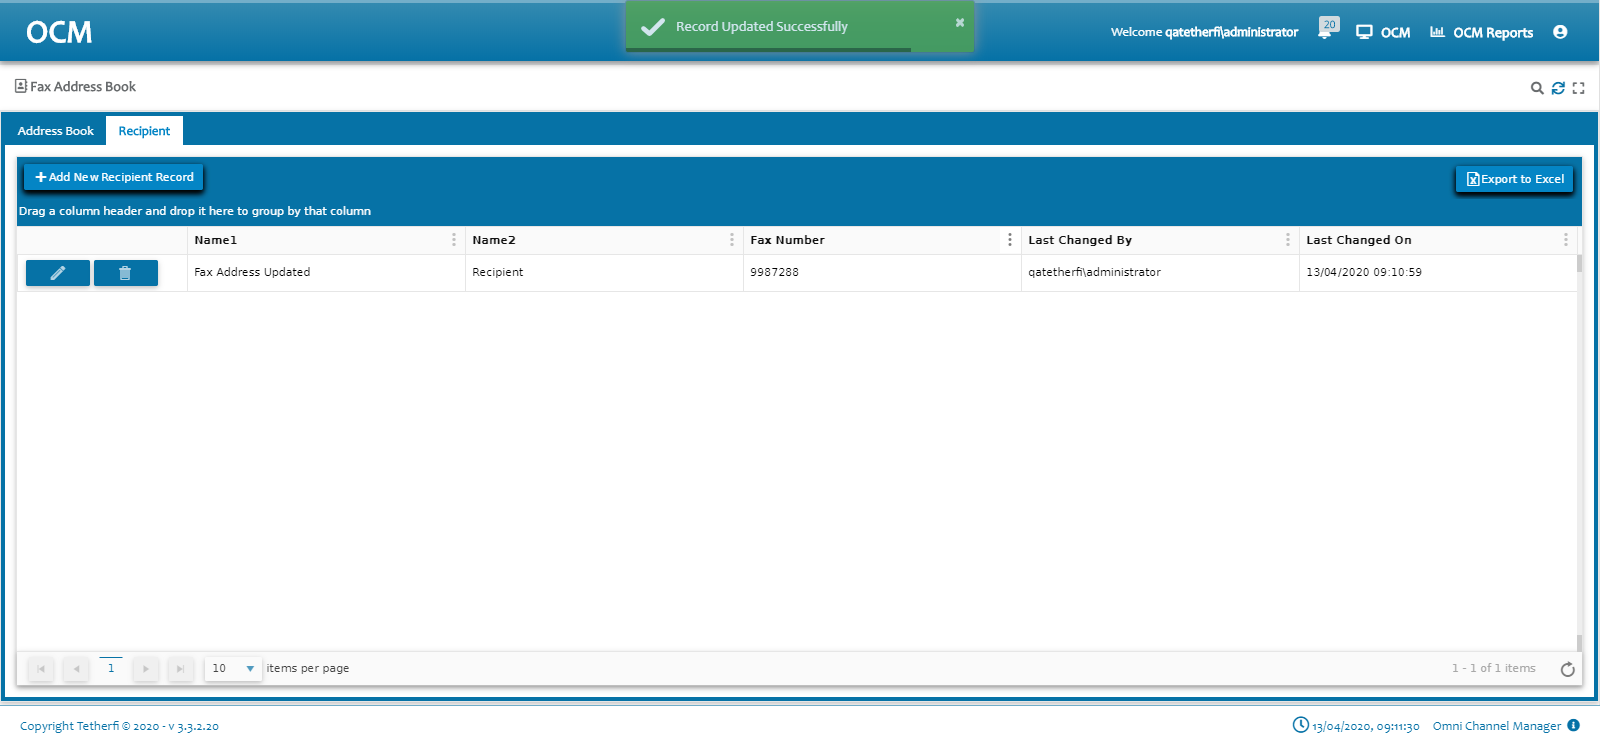 OCM
Record Updated Successfully
Welcome qatetherfi\administrator
20
OCM
OCM Reports
Fax Address Book
Address Book
Recipient
Add New Recipient Record
Export to Excel
Drag a column header and drop it here to group by that column
Name1 Name2 Fax Number Last Changed By Last Changed On
Fax Address Updated Recipient 9987288 qatetherfi\administrator 13/04/2020 09:10:59
1
10
items per page
1 - 1 of 1 items
Copyright Tetherfi © 2020 - v 3.3.2.20
13/04/2020, 09:11:30
Omni Channel Manager